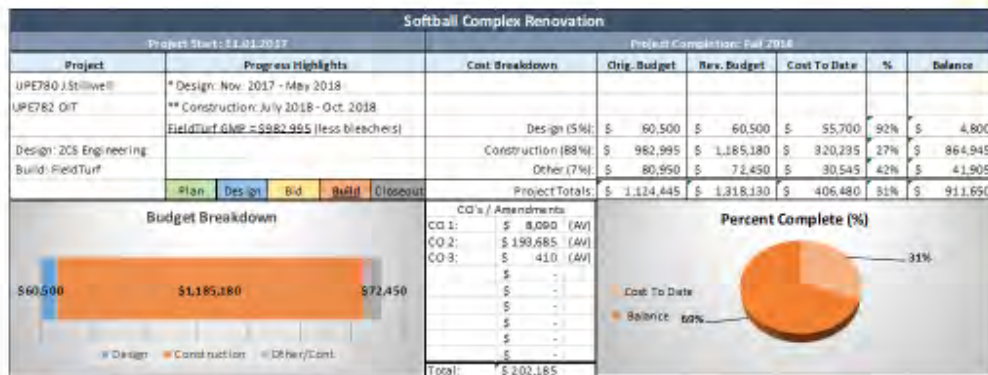 Softball Complex Renovation
Project Start: 11.01.2017 Project Completion: Fall 2018
Project Progress Highlights Cost Breakdown Orig. Budget Rev. Budget Cost To Date % Balance
UPE780 J.Stillwell * Design: Nov. 2017 - May 2018
UPE782 OIT ** Construction: July 2018 - Oct. 2018
FieldTurf GMP = $982,995 (less bleachers) Design (5%): $ 60,500 $ 60,500 $ 55,700 92% $ 4,800
Design: ZCS Engineering Construction (88%): $ 982,995 $ 1,185,180 $ 320,235 27% $ 864,945
Build: FieldTurf Other (7%): $ 80,950 $ 72,450 $ 30,545 42% $ 41,905
Plan Design Bid Build Closeout Project Totals: $ 1,124,445 $ 1,318,130 $ 406,480 31% $ 911,650
Budget Breakdown
$60,500 $1,185,180 $72,450
Design Construction Other/Cont.
CO's / Amendments
CO 1: $ 8,090 (AV)
CO 2: $ 193,685 (AV)
CO 3: $ 410 (AV)
$ -
$ -
$ -
$ -
$ -
$ -
Total: $ 202,185
Percent Complete (%)
31%
Cost To Date
Balance 69%